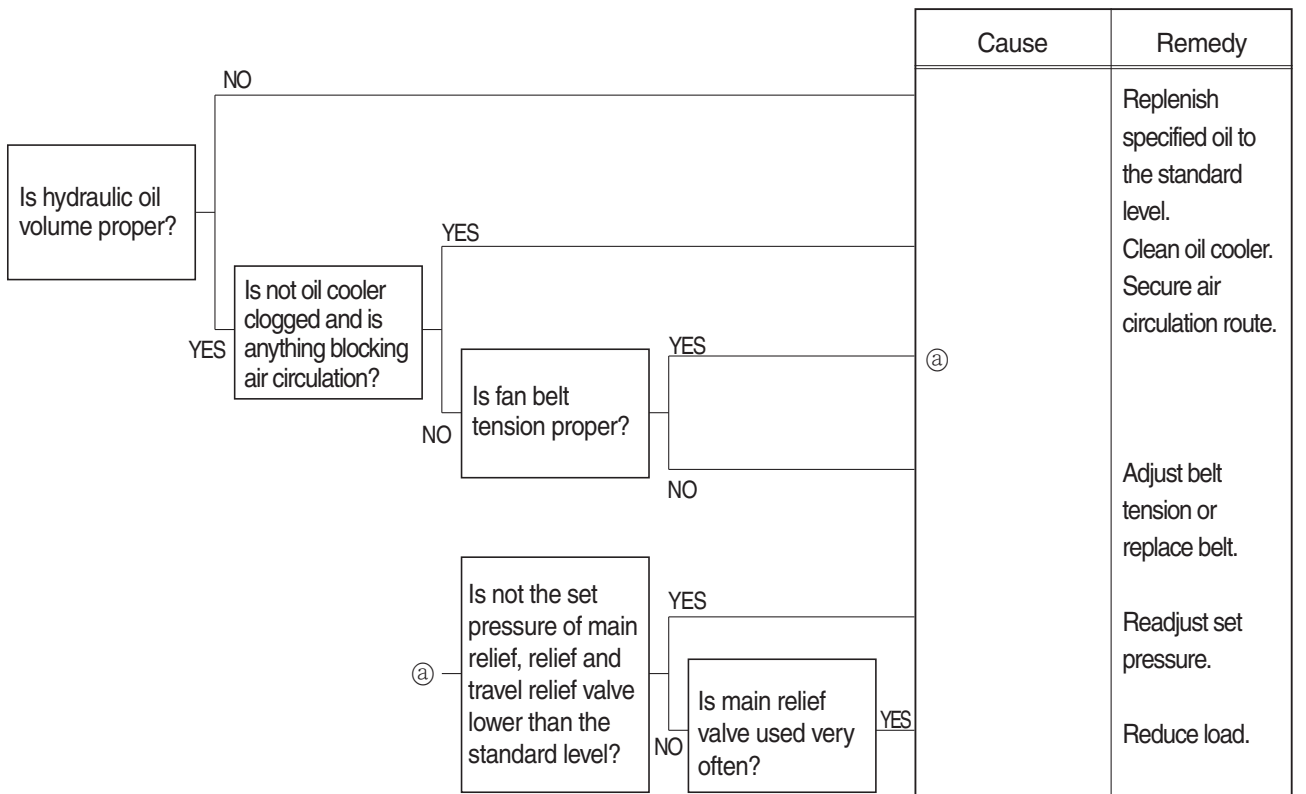 Cause
Remedy
NO
Replenish
specified oil to
the standard
level.
Is hydraulic oil
volume proper?
YES
Clean oil cooler.
Secure air
circulation route.
YES
Is not oil cooler
clogged and is
anything blocking
air circulation?
YES
ⓐ
NO
Is fan belt
tension proper?
NO
Adjust belt
tension or
replace belt.
ⓐ
Is not the set
pressure of main
relief, relief and
travel relief valve
lower than the
standard level?
YES
Readjust set
pressure.
NO
Is main relief
valve used very
often?
YES
Reduce load.